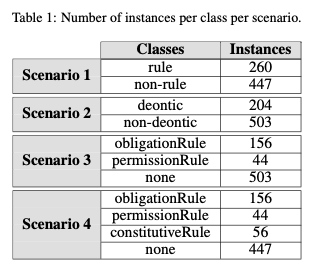 Table 1: Number of instances per class per scenario.
Classes Instances
Scenario 1
rule 260
non-rule 447
Scenario 2
deontic 204
non-deontic 503
Scenario 3
obligationRule 156
permissionRule 44
none 503
Scenario 4
obligationRule 156
permissionRule 44
constitutiveRule 56
none 447